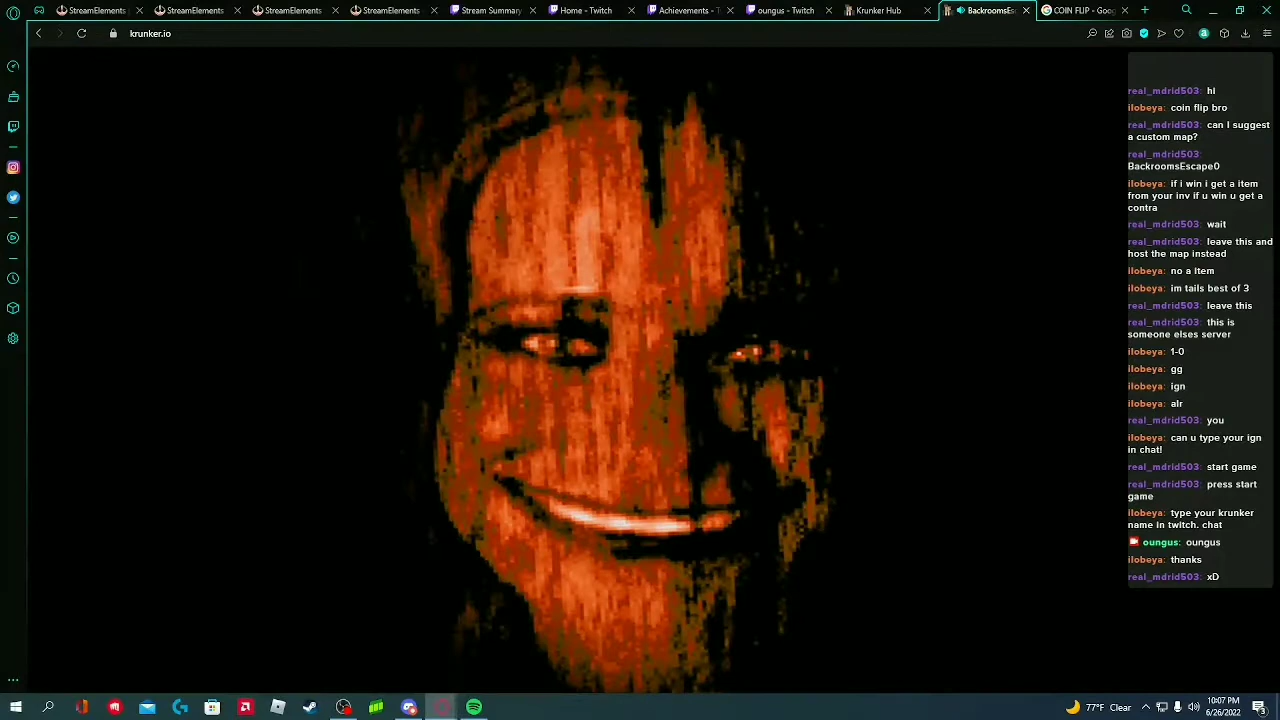 StreamElements
StreamElements
StreamElements
StreamElements
Stream Summary
Home - Twitch
Achievements - T
oungus - Twitch
Krunker Hub
BackroomsEsc
COIN FLIP - Goog
krunker.io
real_mdrid503: hi
ilobeya: coin flip bro
real_mdrid503: can I suggest
a custom map?
real_mdrid503:
BackroomsEscape0
ilobeya: if i win i get a item
from your inv if u win u get a
contra
real_mdrid503: wait
real_mdrid503: leave this and
host the map instead
ilobeya: no a item
ilobeya: im tails best of 3
real_mdrid503: leave this
real_mdrid503: this is
someone elses server
ilobeya: 1-0
ilobeya: gg
ilobeya: ign
ilobeya: alr
real_mdrid503: you
ilobeya: can u type your ign
in chat!
real_mdrid503: start game
real_mdrid503: press start
game
ilobeya: type your krunker
name in twitch. chat
oungus: oungus
ilobeya: thanks
real_mdrid503: xD
77°F Clear
10:07 PM
6/26/2022